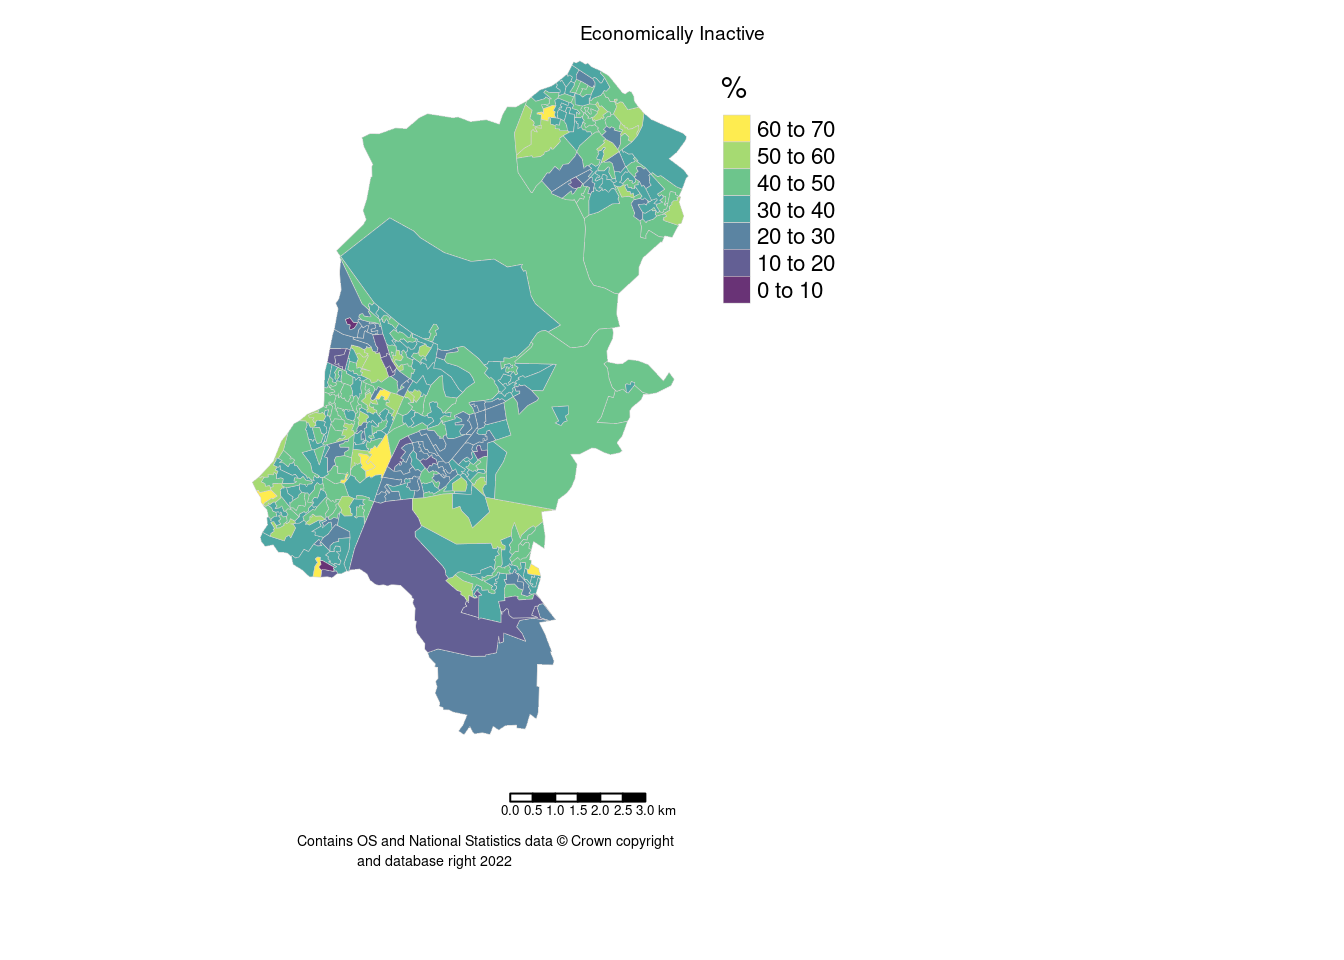 Economically Inactive
%
60 to 70
50 to 60
40 to 50
30 to 40
20 to 30
10 to 20
0 to 10
0.0 0.5 1.0 1.5 2.0 2.5 3.0 km
Contains OS and National Statistics data © Crown copyright
and database right 2022